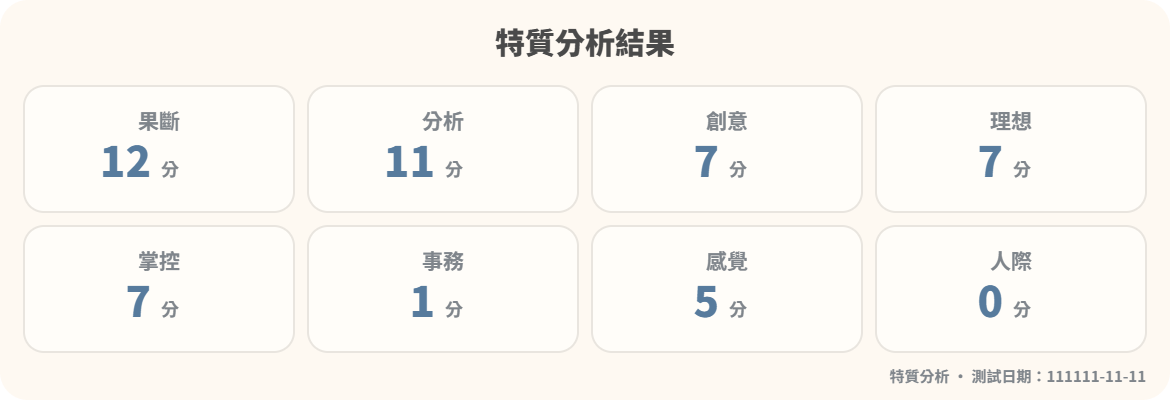 特質分析結果
果斷
12 分
分析
11 分
創意
7 分
理想
7 分
掌控
7 分
事務
1 分
感覺
5 分
人際
0 分
特質分析 · 測試日期：111111-11-11